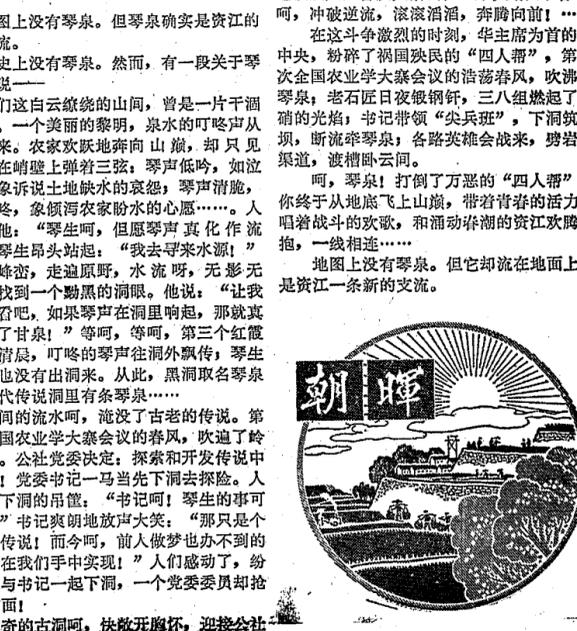 图上没有琴泉。但琴泉确实是资江的
流。
史上没有琴泉。然而，有一段关于琴
说——
们这白云缭绕的山间，曾是一片干涸
，一个美丽的黎明，泉水的叮咚声从
来。农家欢跃地奔向山巅，却只见
在峭壁上弹着三弦：琴声低吟，如泣
象诉说土地缺水的哀怨；琴声清脆，
咚，象倾泻农家盼水的心愿……。人
他：“琴生呵，但愿琴声真化作流
琴生昂头站起：“我去寻来水源！”
峰峦，走遍原野，水流呀，无影无
找到一个黝黑的洞眼。他说：“让我
看吧，如果琴声在洞里响起，那就真
了甘泉！”等呵，等呵，第三个红霞
清晨，叮咚的琴声往洞外飘传；琴生
也没有出洞来。从此，黑洞取名琴泉
代传说洞里有条琴泉……
间的流水呵，淹没了古老的传说。第
国农业学大寨会议的春风，吹遍了岭
。公社党委决定：探索和开发传说中
！党委书记一马当先下洞去探险。人
下洞的吊筐：“书记呵！琴生的事可
”书记爽朗地放声大笑：“那只是个
传说！而今呵，前人做梦也办不到的
在我们手中实现！”人们感动了，纷
与书记一起下洞，一个党委委员却抢
面！
奇的古洞呵，快敞开胸怀，迎接公社
呵，冲破逆流，滚滚滔滔，奔腾向前！…
在这斗争激烈的时刻，华主席为首的
中央，粉碎了祸国殃民的“四人帮”，第
次全国农业学大寨会议的浩荡春风，吹沸
琴泉；老石匠日夜锻钢钎，三八组燃起了
硝的光焰；书记带领“尖兵班”，下洞筑
坝，断流牵琴泉；各路英雄会战来，劈岩
渠道，渡槽卧云间。
呵，琴泉！打倒了万恶的“四人帮”
你终于从地底飞上山巅，带着青春的活力
唱着战斗的欢歌，和涌动春潮的资江欢腾
抱，一线相连……
地图上没有琴泉。但它却流在地面上
是资江一条新的支流。
朝晖